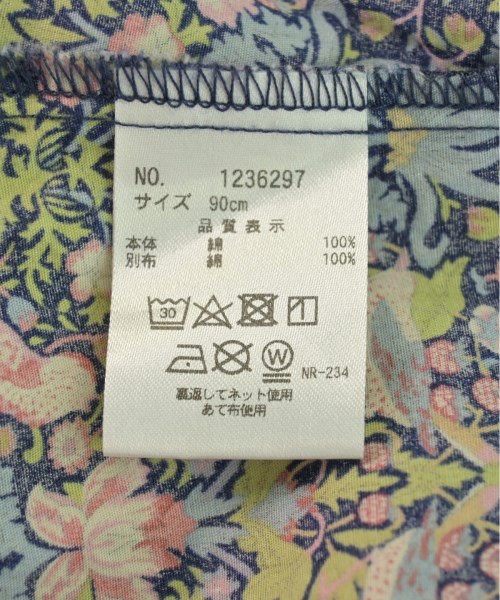 NO. 1236297
サイズ 90cm
品質表示
本体 綿 100%
別布 綿 100%
30
W NR-234
裏返してネット使用
あて布使用